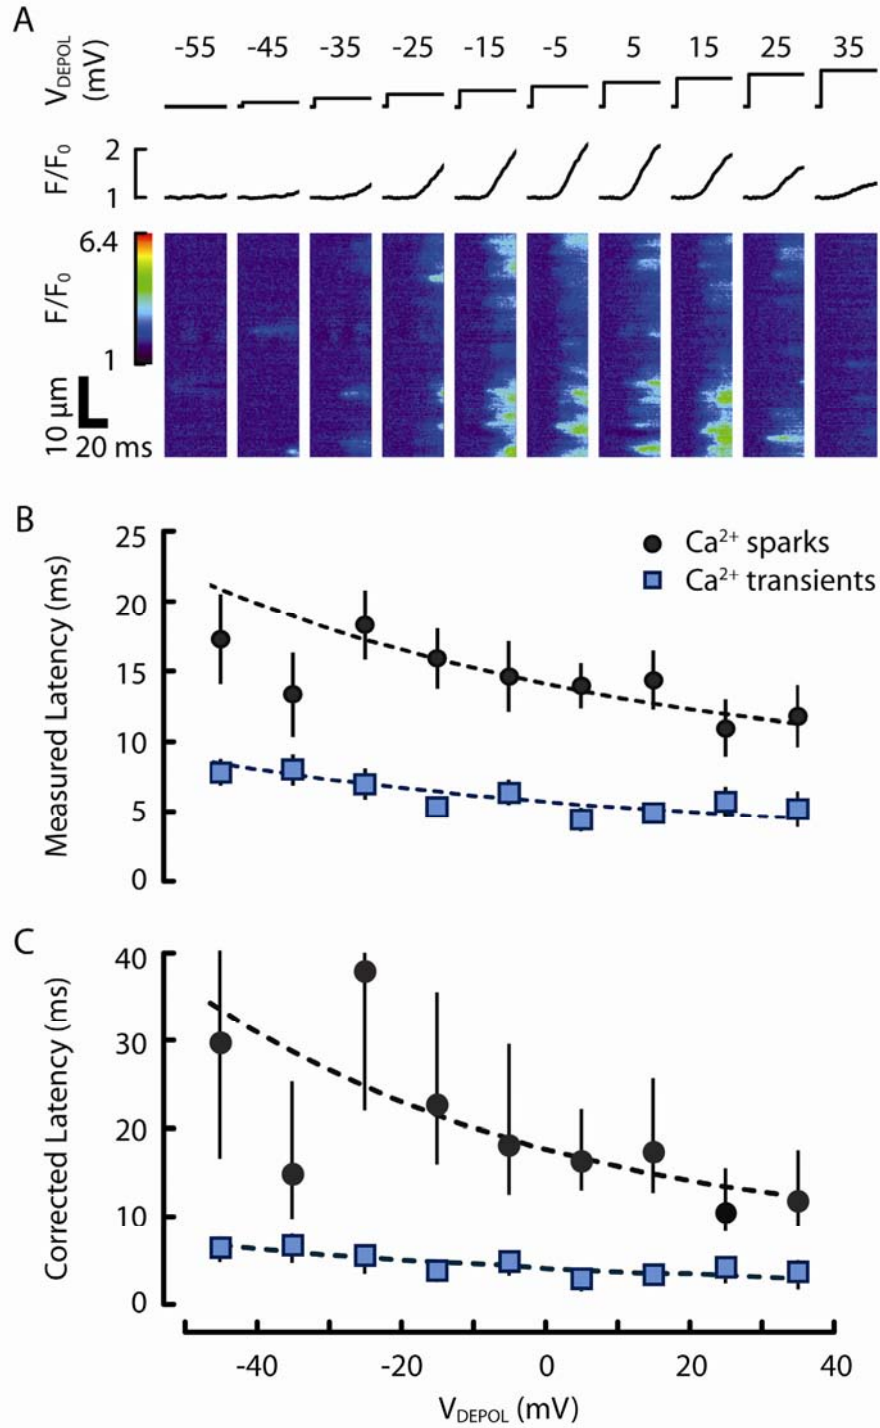 A
V_DEPOL (mV)
-55 -45 -35 -25 -15 -5 5 15 25 35
F/F₀
2
1
6.4
F/F₀
1
10 µm
20 ms
B
Measured Latency (ms)
25
20
15
10
5
0
Ca²⁺ sparks
Ca²⁺ transients
C
Corrected Latency (ms)
40
30
20
10
0
-40 -20 0 20 40
V_DEPOL (mV)